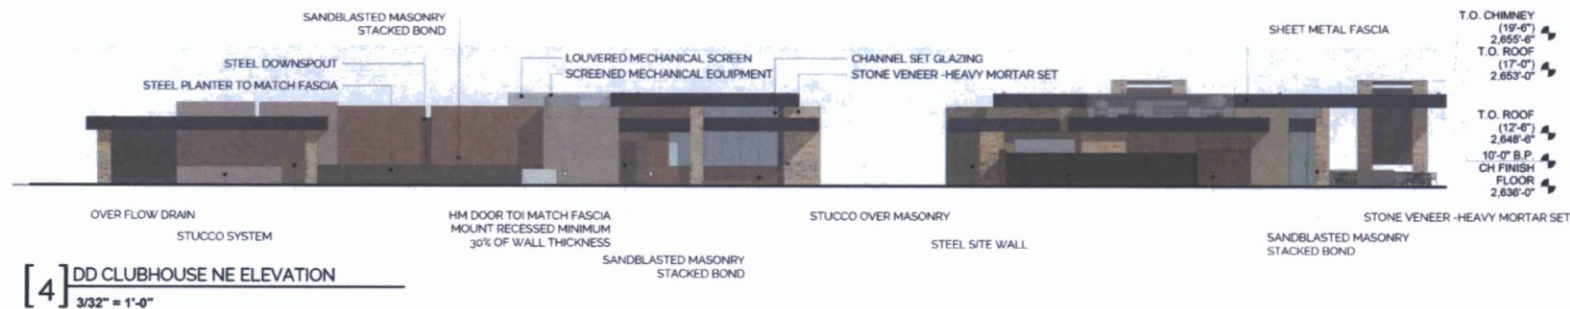 SANDBLASTED MASONRY
STACKED BOND
STEEL DOWNSPOUT
STEEL PLANTER TO MATCH FASCIA
LOUVERED MECHANICAL SCREEN
SCREENED MECHANICAL EQUIPMENT
CHANNEL SET GLAZING
STONE VENEER -HEAVY MORTAR SET
SHEET METAL FASCIA
T.O. CHIMNEY
(19'-6")
2,655'-6"
T.O. ROOF
(17'-0")
2,653'-0"
T.O. ROOF
(12'-6")
2,648'-6"
10'-0" B.P.
CH FINISH
FLOOR
2,636'-0"
OVER FLOW DRAIN
STUCCO SYSTEM
HM DOOR TOI MATCH FASCIA
MOUNT RECESSED MINIMUM
30% OF WALL THICKNESS
SANDBLASTED MASONRY
STACKED BOND
STUCCO OVER MASONRY
STEEL SITE WALL
STONE VENEER -HEAVY MORTAR SET
SANDBLASTED MASONRY
STACKED BOND
[4] DD CLUBHOUSE NE ELEVATION
3/32" = 1'-0"